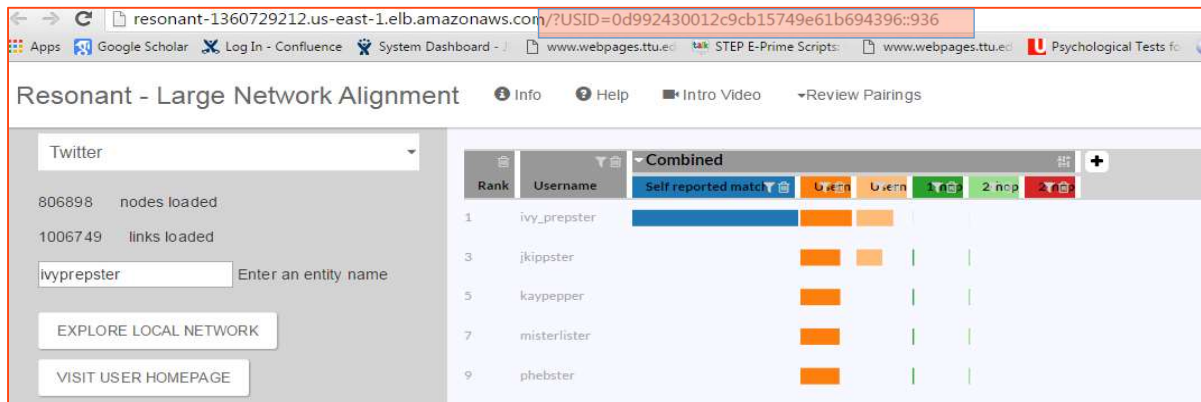 resonant-1360729212.us-east-1.elb.amazonaws.com/?USID=0d992430012c9cb15749e61b694396::936
Apps Google Scholar Log In - Confluence System Dashboard - J www.webpages.ttu.ed talk STEP E-Prime Scripts: www.webpages.ttu.ed Psychological Tests fo
Resonant - Large Network Alignment Info Help Intro Video Review Pairings
Twitter
806898 nodes loaded
1006749 links loaded
ivyprepster Enter an entity name
EXPLORE LOCAL NETWORK
VISIT USER HOMEPAGE
Combined
Rank Username Self reported match Usern 2 hop
1 ivy_prepster
3 jkippster
5 kaypepper
7 misterlister
9 phebster